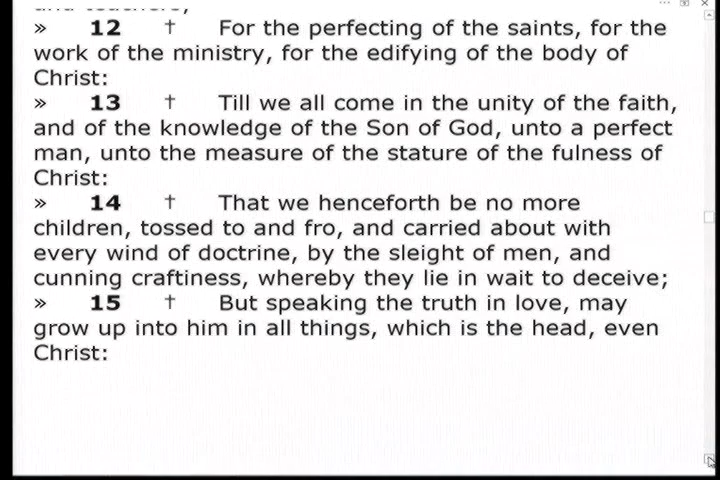 and teachers;
» 12 † For the perfecting of the saints, for the
work of the ministry, for the edifying of the body of
Christ:
» 13 † Till we all come in the unity of the faith,
and of the knowledge of the Son of God, unto a perfect
man, unto the measure of the stature of the fulness of
Christ:
» 14 † That we henceforth be no more
children, tossed to and fro, and carried about with
every wind of doctrine, by the sleight of men, and
cunning craftiness, whereby they lie in wait to deceive;
» 15 † But speaking the truth in love, may
grow up into him in all things, which is the head, even
Christ: